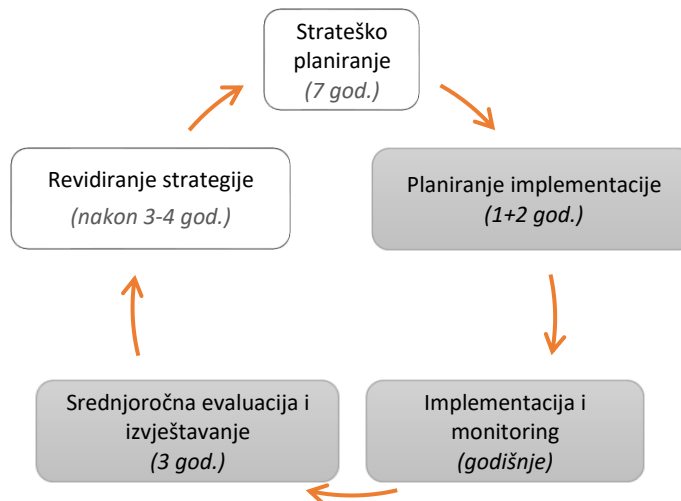 Strateško
planiranje
(7 god.)
Planiranje implementacije
(1+2 god.)
Implementacija i
monitoring
(godišnje)
Srednjoročna evaluacija i
izvještavanje
(3 god.)
Revidiranje strategije
(nakon 3-4 god.)